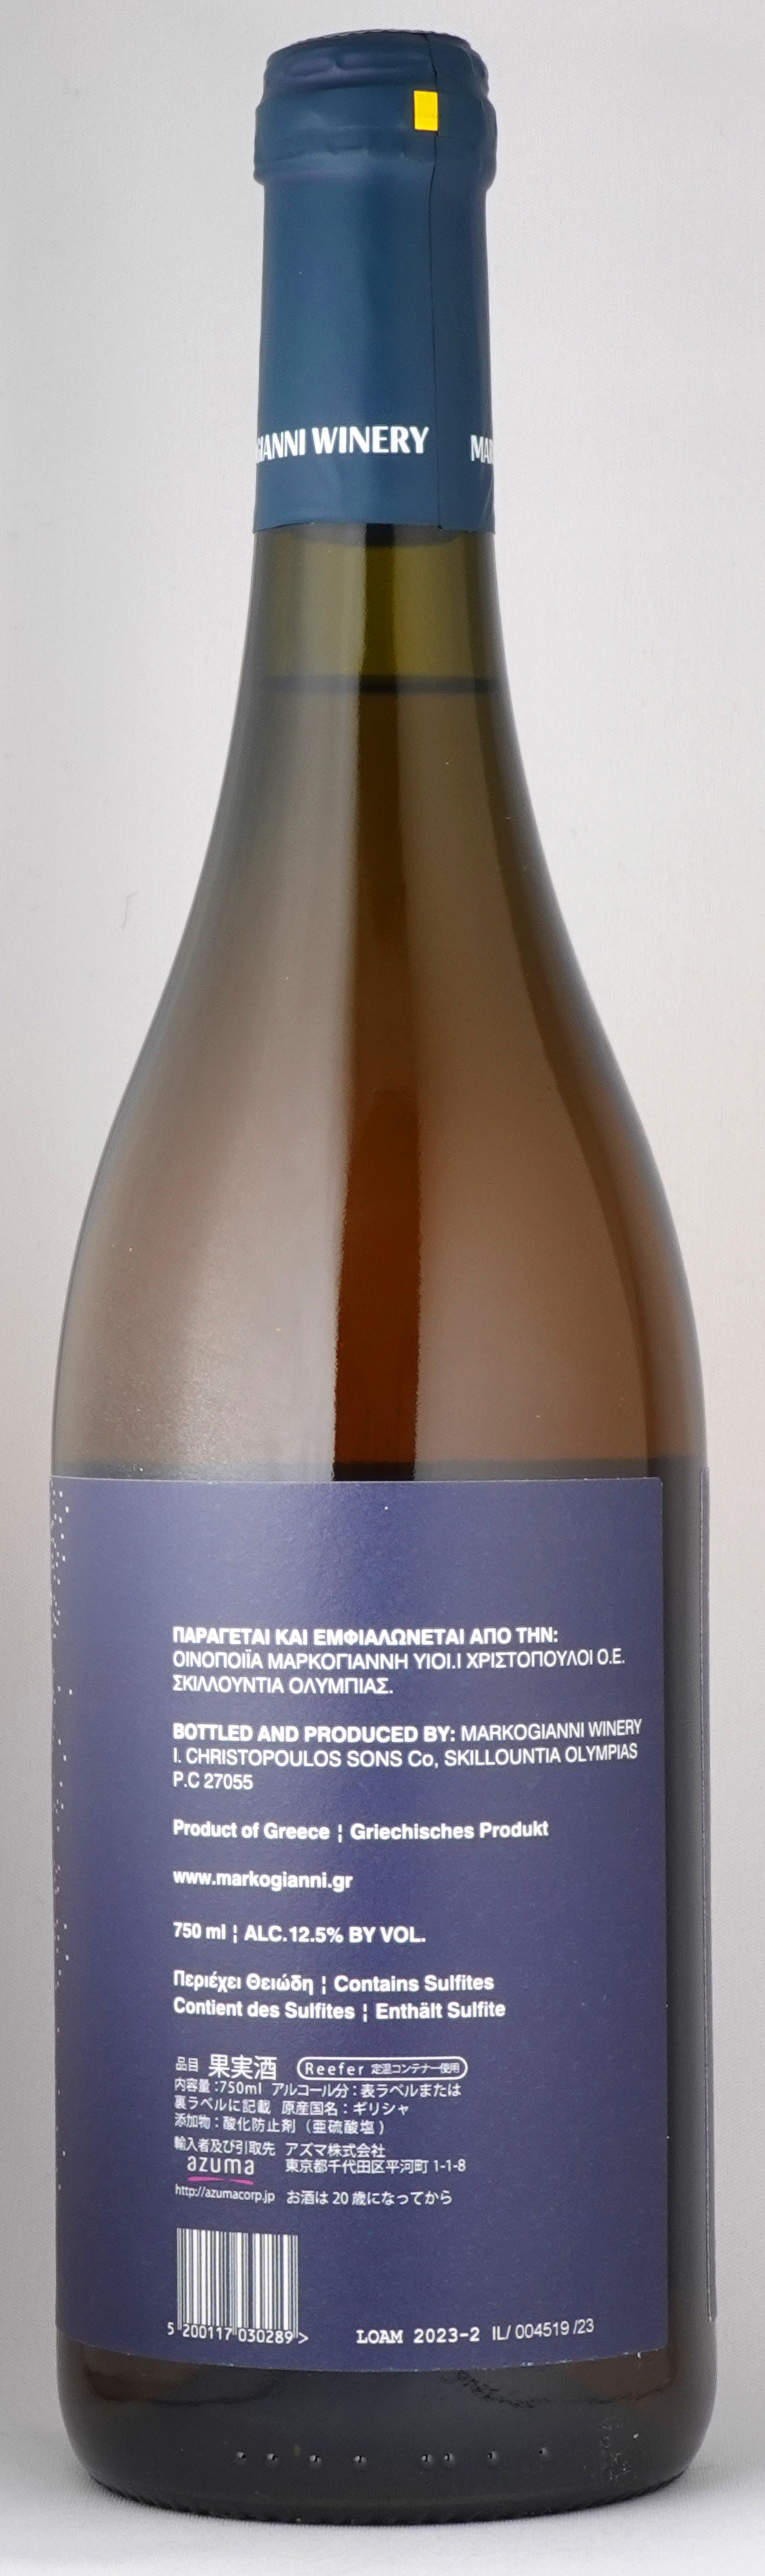 GIANNI WINERY MAR
ΠΑΡΑΓΕΤΑΙ ΚΑΙ ΕΜΦΙΑΛΩΝΕΤΑΙ ΑΠΟ ΤΗΝ:
ΟΙΝΟΠΟΙΪΑ ΜΑΡΚΟΓΙΑΝΝΗ ΥΙΟΙ.Ι ΧΡΙΣΤΟΠΟΥΛΟΙ Ο.Ε.
ΣΚΙΛΛΟΥΝΤΙΑ ΟΛΥΜΠΙΑΣ.
BOTTLED AND PRODUCED BY: MARKOGIANNI WINERY
I. CHRISTOPOULOS SONS Co, SKILLOUNTIA OLYMPIAS
P.C 27055
Product of Greece ¦ Griechisches Produkt
www.markogianni.gr
750 ml ¦ ALC.12.5% BY VOL.
Περιέχει Θειώδη ¦ Contains Sulfites
Contient des Sulfites ¦ Enthält Sulfite
品目 果実酒 Reefer 定温コンテナー使用
内容量:750ml アルコール分:表ラベルまたは
裏ラベルに記載 原産国名:ギリシャ
添加物:酸化防止剤(亜硫酸塩)
輸入者及び引取先 アズマ株式会社
azuma 東京都千代田区平河町 1-1-8
http://azumacorp.jp お酒は20歳になってから
5 200117 030289 > LOAM 2023-2 IL/ 004519 /23